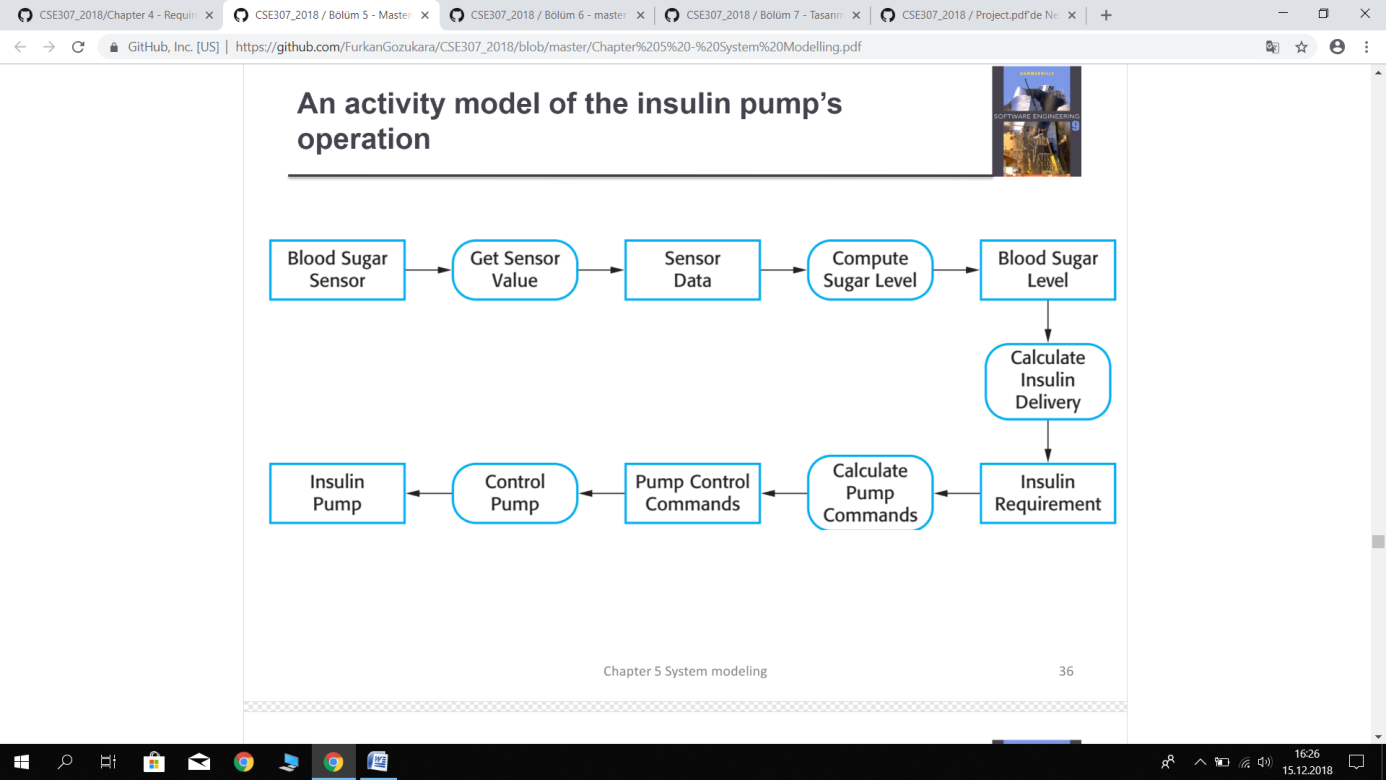 CSE307_2018/Chapter 4 - Requir
CSE307_2018 / Bölüm 5 - Master
CSE307_2018 / Bölüm 6 - master
CSE307_2018 / Bölüm 7 - Tasarım
CSE307_2018 / Project.pdf'de Ne
GitHub, Inc. [US] | https://github.com/FurkanGozukara/CSE307_2018/blob/master/Chapter%205%20-%20System%20Modelling.pdf
An activity model of the insulin pump's
operation
SOMMERVILLE
SOFTWARE ENGINEERING
9
Blood Sugar
Sensor
Get Sensor
Value
Sensor
Data
Compute
Sugar Level
Blood Sugar
Level
Calculate
Insulin
Delivery
Insulin
Pump
Control
Pump
Pump Control
Commands
Calculate
Pump
Commands
Insulin
Requirement
Chapter 5 System modeling
36
16:26
15.12.2018